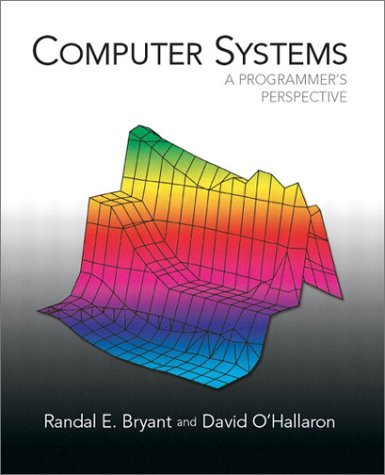 COMPUTER SYSTEMS
A PROGRAMMER'S
PERSPECTIVE
Randal E. Bryant and David O'Hallaron